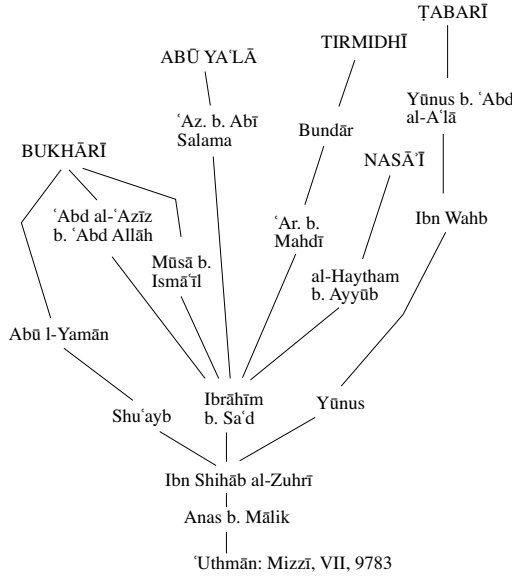 ṬABARĪ
TIRMIDHĪ
ABŪ YAʿLĀ
Yūnus b. ʿAbd
al-Aʿlā
ʿAz. b. Abī
Salama
Bundār
BUKHĀRĪ
NASĀʾĪ
ʿAbd al-ʿAzīz
b. ʿAbd Allāh
ʿAr. b.
Mahdī
Ibn Wahb
Mūsā b.
Ismāʿīl
al-Haytham
b. Ayyūb
Abū l-Yamān
Ibrāhīm
b. Saʿd
Yūnus
Shuʿayb
Ibn Shihāb al-Zuhrī
Anas b. Mālik
ʿUthmān: Mizzī, VII, 9783